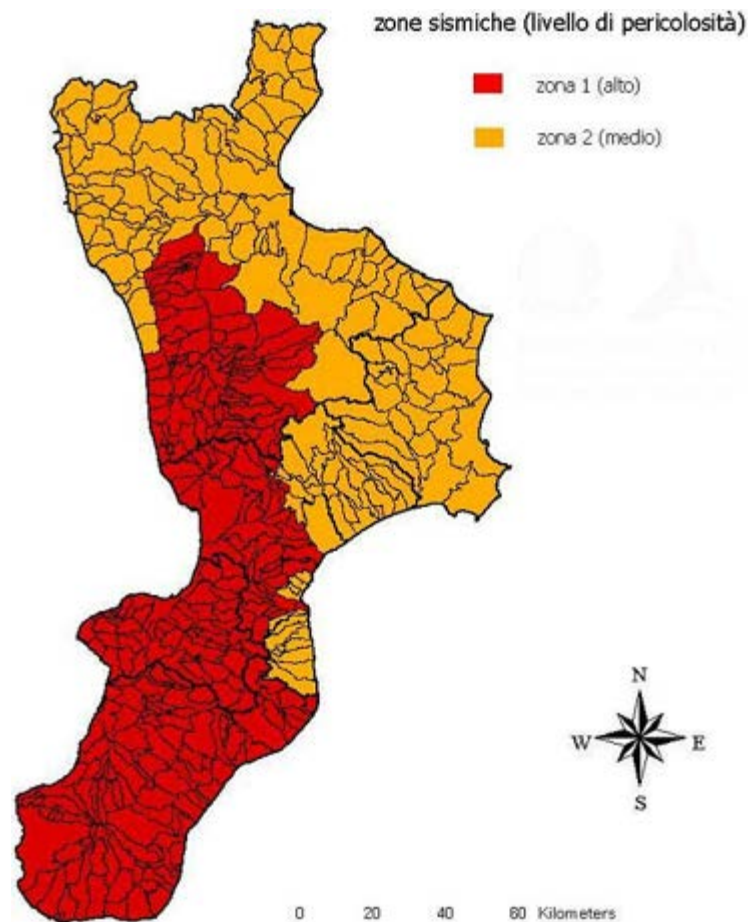 zone sismiche (livello di pericolosità)
zona 1 (alto)
zona 2 (medio)
N
W E
S
0 20 40 60 Kilometers